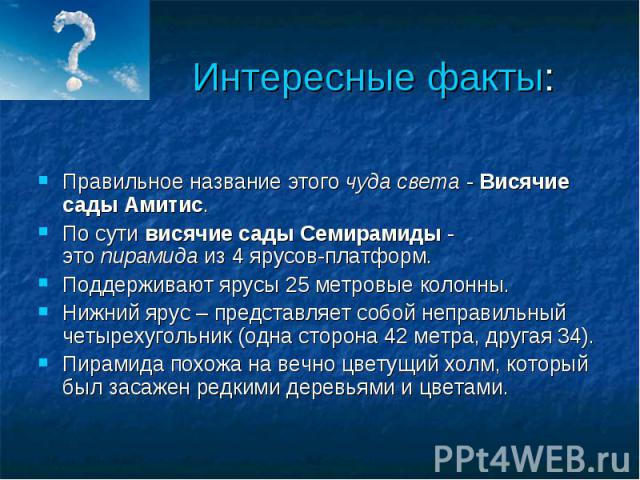 Интересные факты:
Правильное название этого чуда света - Висячие
сады Амитис.
По сути висячие сады Семирамиды -
это пирамида из 4 ярусов-платформ.
Поддерживают ярусы 25 метровые колонны.
Нижний ярус – представляет собой неправильный
четырехугольник (одна сторона 42 метра, другая 34).
Пирамида похожа на вечно цветущий холм, который
был засажен редкими деревьями и цветами.
PPt4WEB.ru